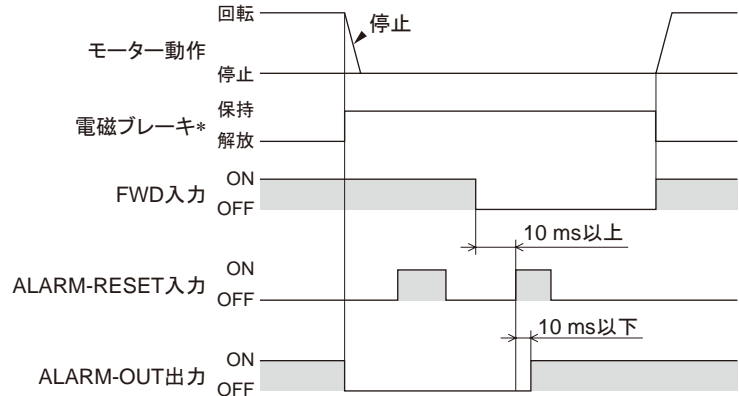 回転
停止
モーター動作
停止
保持
電磁ブレーキ*
解放
ON
FWD入力
OFF
10 ms以上
ON
ALARM-RESET入力
OFF
10 ms以下
ON
ALARM-OUT出力
OFF